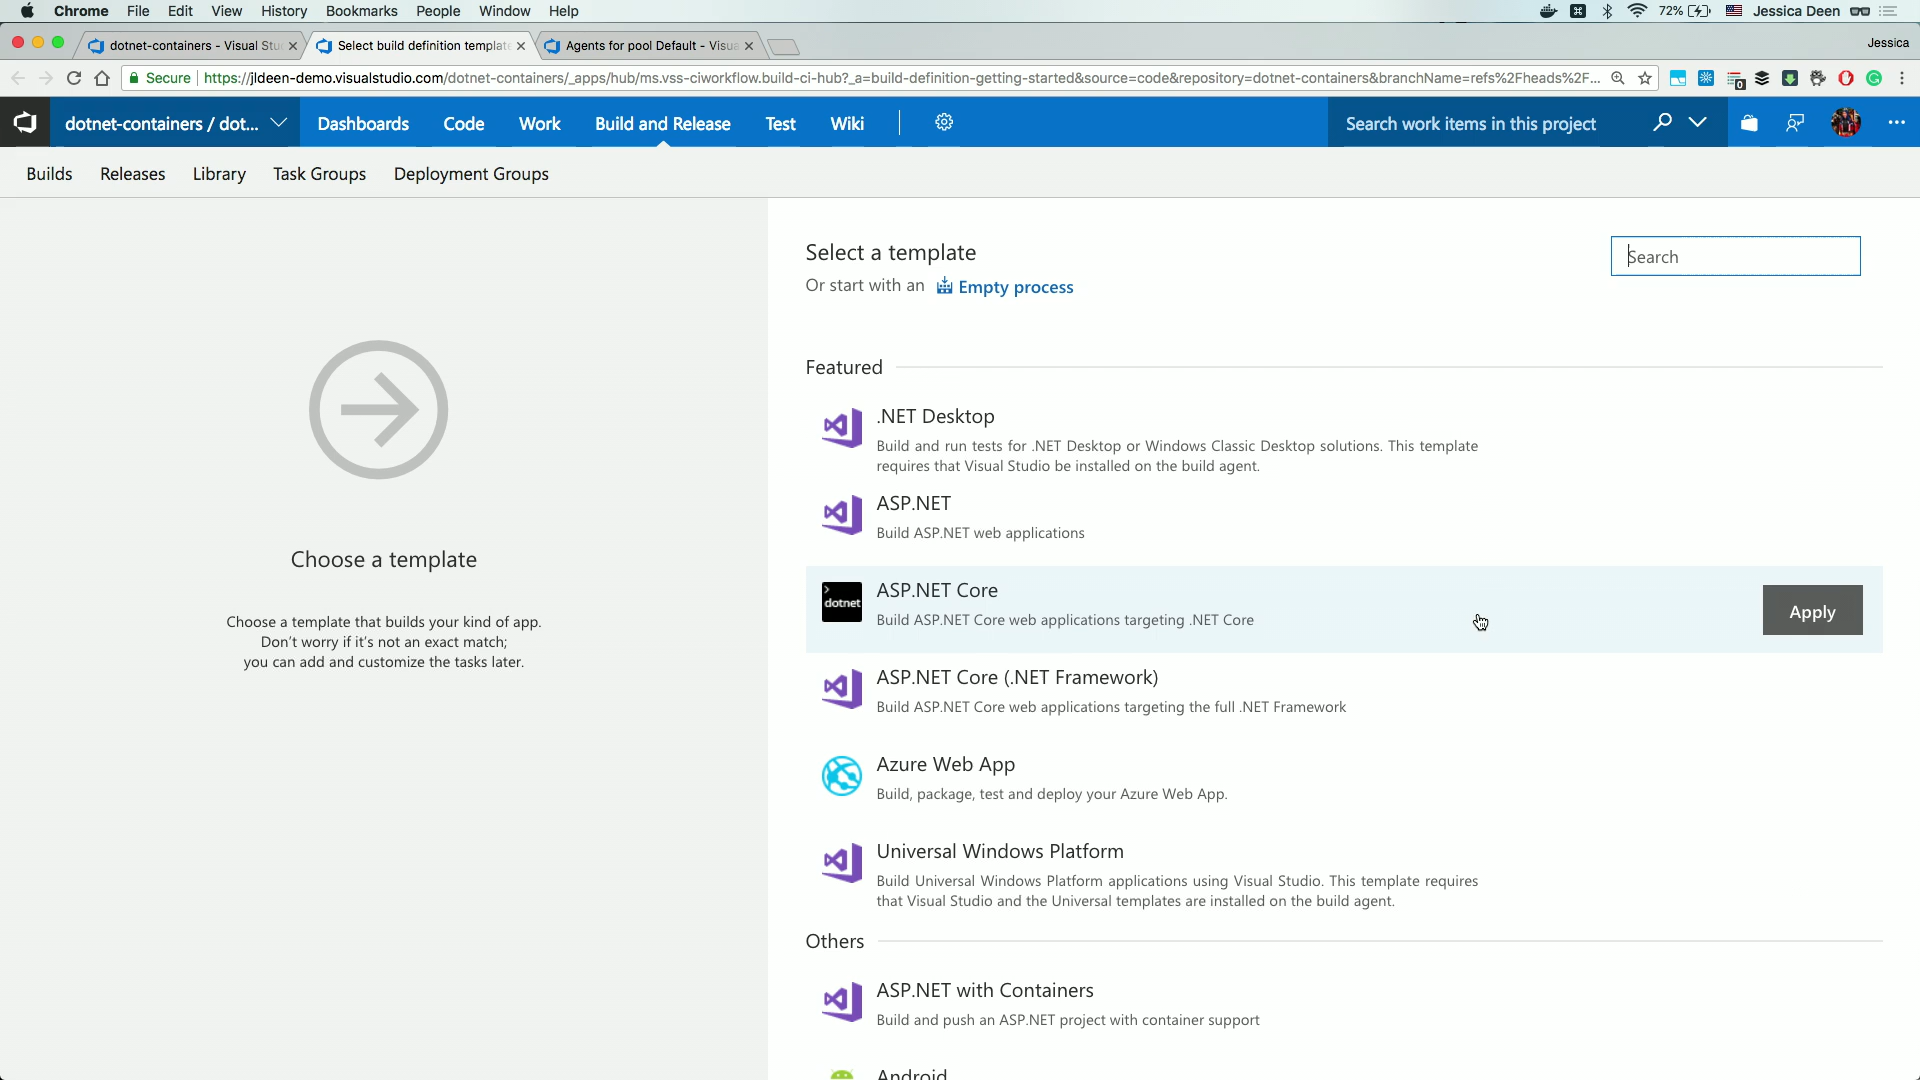 Chrome File Edit View History Bookmarks People Window Help 72% Jessica Deen
dotnet-containers - Visual Stu Select build definition template Agents for pool Default - Visua Jessica
Secure https://jldeen-demo.visualstudio.com/dotnet-containers/_apps/hub/ms.vss-ciworkflow.build-ci-hub?_a=build-definition-getting-started&source=code&repository=dotnet-containers&branchName=refs%2Fheads%2F... 0
dotnet-containers / dot... Dashboards Code Work Build and Release Test Wiki Search work items in this project ...
Builds Releases Library Task Groups Deployment Groups
Choose a template
Choose a template that builds your kind of app.
Don't worry if it's not an exact match;
you can add and customize the tasks later.
Select a template
Search
Or start with an Empty process
Featured
.NET Desktop
Build and run tests for .NET Desktop or Windows Classic Desktop solutions. This template
requires that Visual Studio be installed on the build agent.
ASP.NET
Build ASP.NET web applications
dotnet
ASP.NET Core
Build ASP.NET Core web applications targeting .NET Core
Apply
ASP.NET Core (.NET Framework)
Build ASP.NET Core web applications targeting the full .NET Framework
Azure Web App
Build, package, test and deploy your Azure Web App.
Universal Windows Platform
Build Universal Windows Platform applications using Visual Studio. This template requires
that Visual Studio and the Universal templates are installed on the build agent.
Others
ASP.NET with Containers
Build and push an ASP.NET project with container support
Android